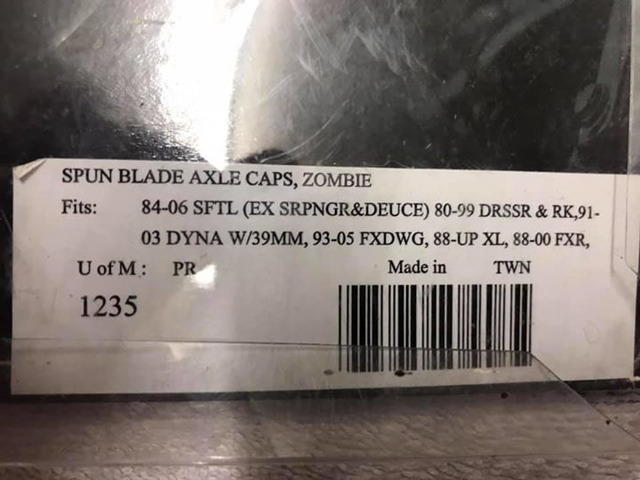 SPUN BLADE AXLE CAPS, ZOMBIE
Fits: 84-06 SFTL (EX SRPNGR&DEUCE) 80-99 DRSSR & RK,91-
03 DYNA W/39MM, 93-05 FXDWG, 88-UP XL, 88-00 FXR,
U of M : PR Made in TWN
1235